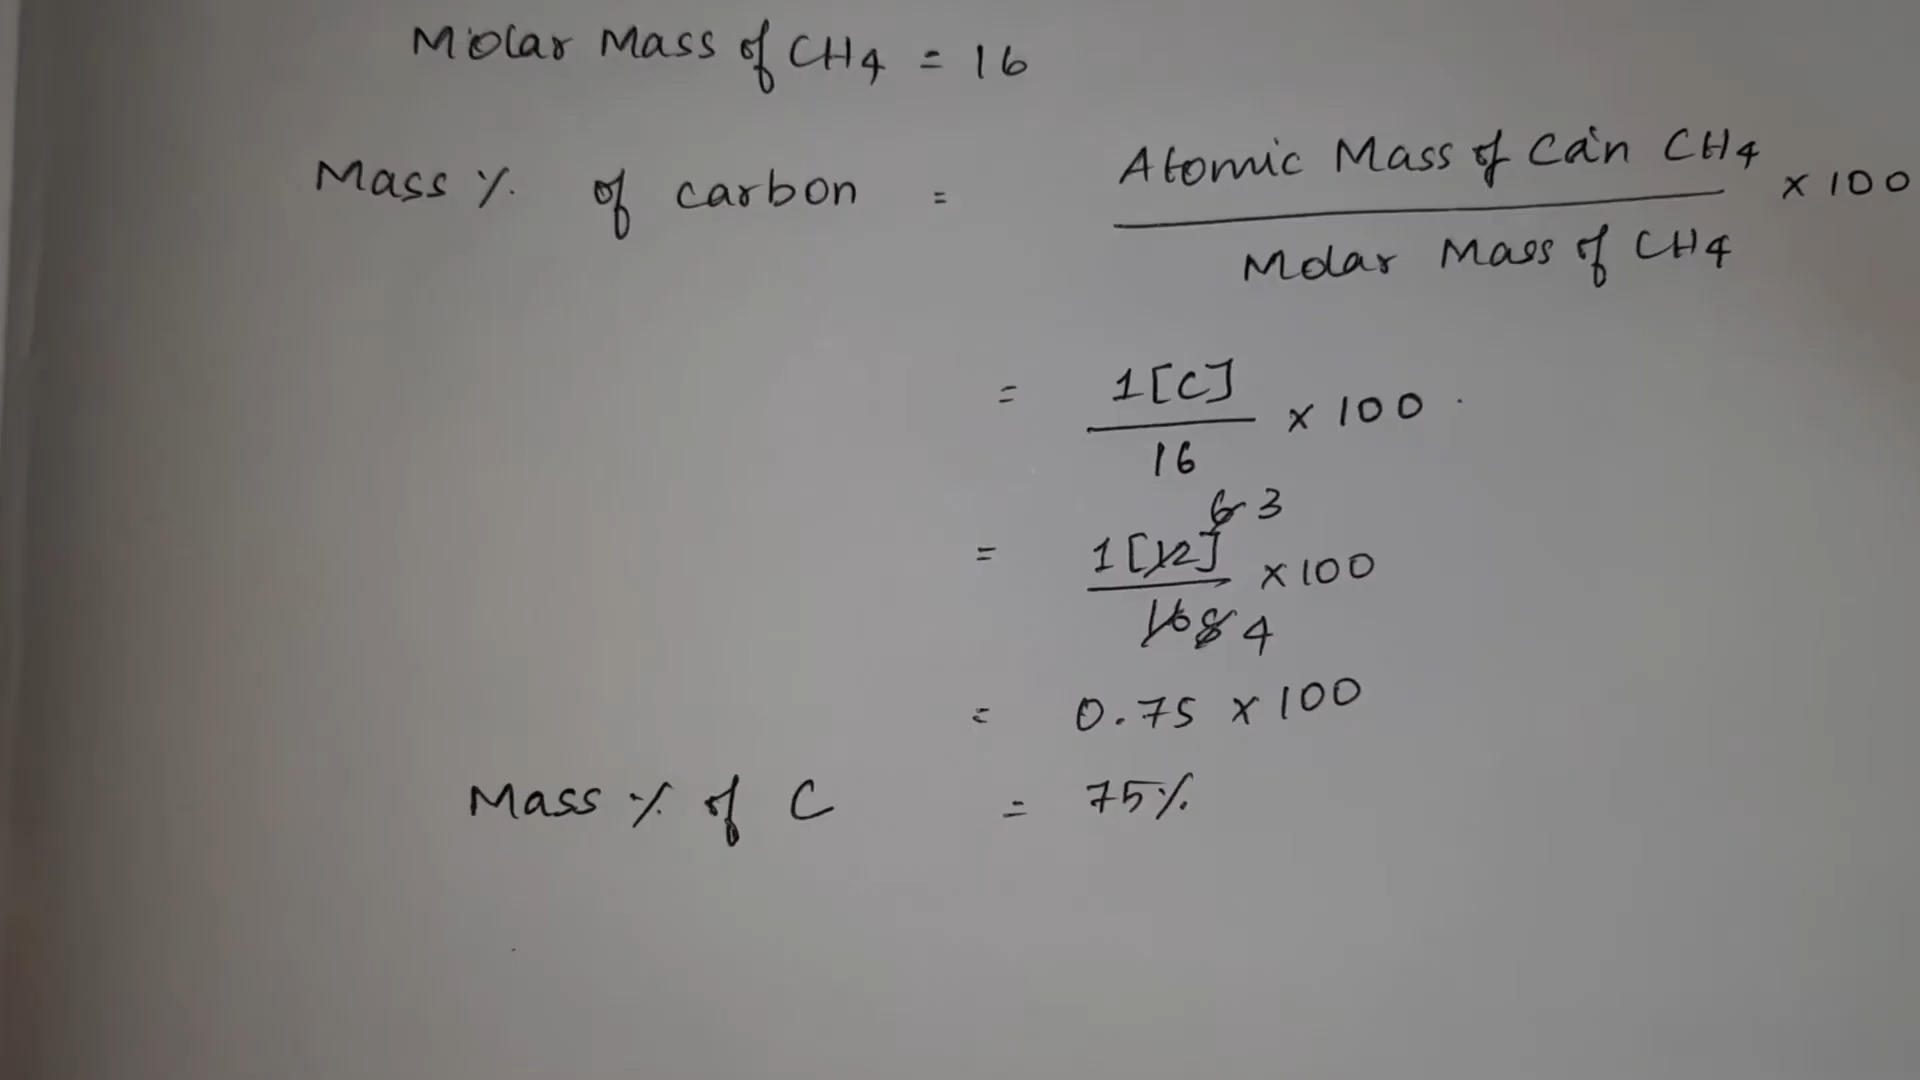 Molar Mass of CH4 = 16
Mass % of carbon = Atomic Mass of C in CH4 / Molar Mass of CH4 x 100
= 1[C] / 16 x 100
= 1[12] 6 3 / 16 8 4 x 100
= 0.75 x 100
Mass % of C = 75%